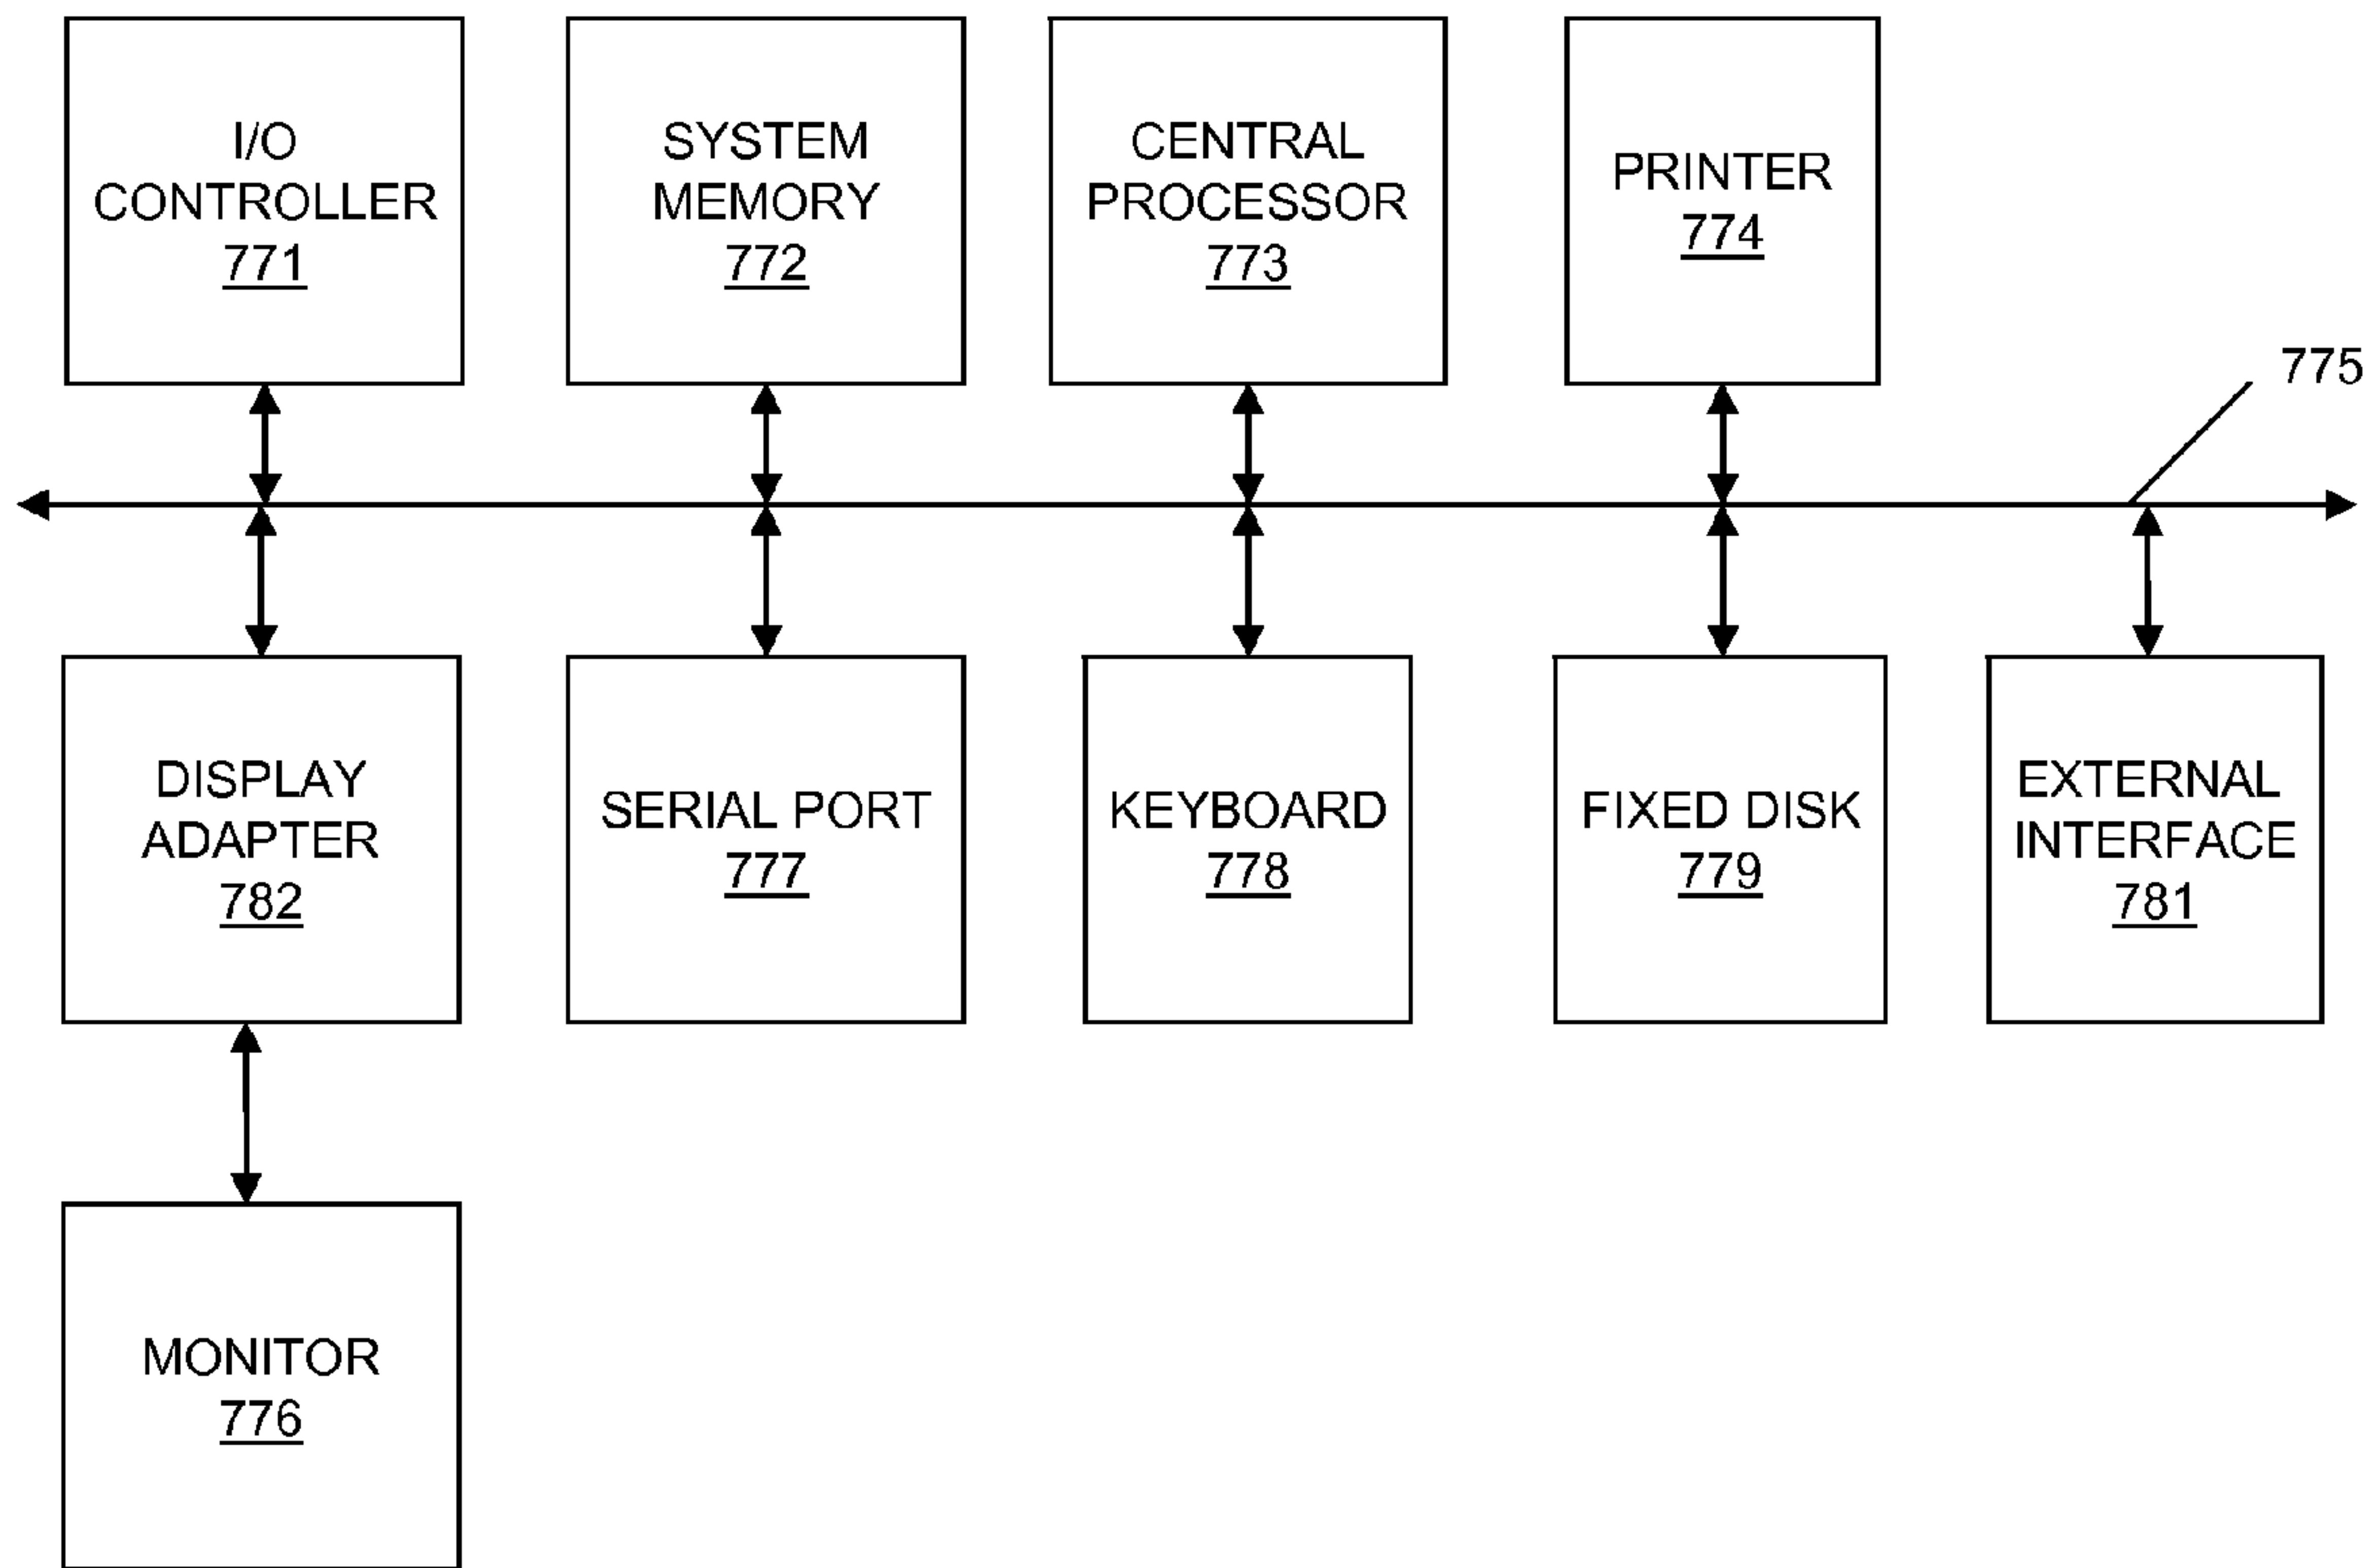 I/O
CONTROLLER
771
SYSTEM
MEMORY
772
CENTRAL
PROCESSOR
773
PRINTER
774
775
DISPLAY
ADAPTER
782
SERIAL PORT
777
KEYBOARD
778
FIXED DISK
779
EXTERNAL
INTERFACE
781
MONITOR
776